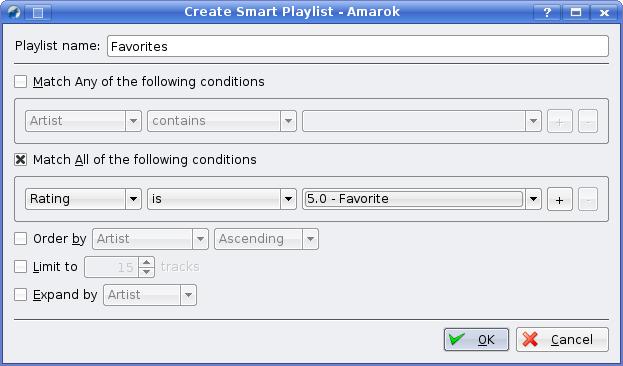 Create Smart Playlist - Amarok
Playlist name: Favorites
Match Any of the following conditions
Artist contains + -
Match All of the following conditions
Rating is 5.0 - Favorite + -
Order by Artist Ascending
Limit to 15 tracks
Expand by Artist
OK Cancel